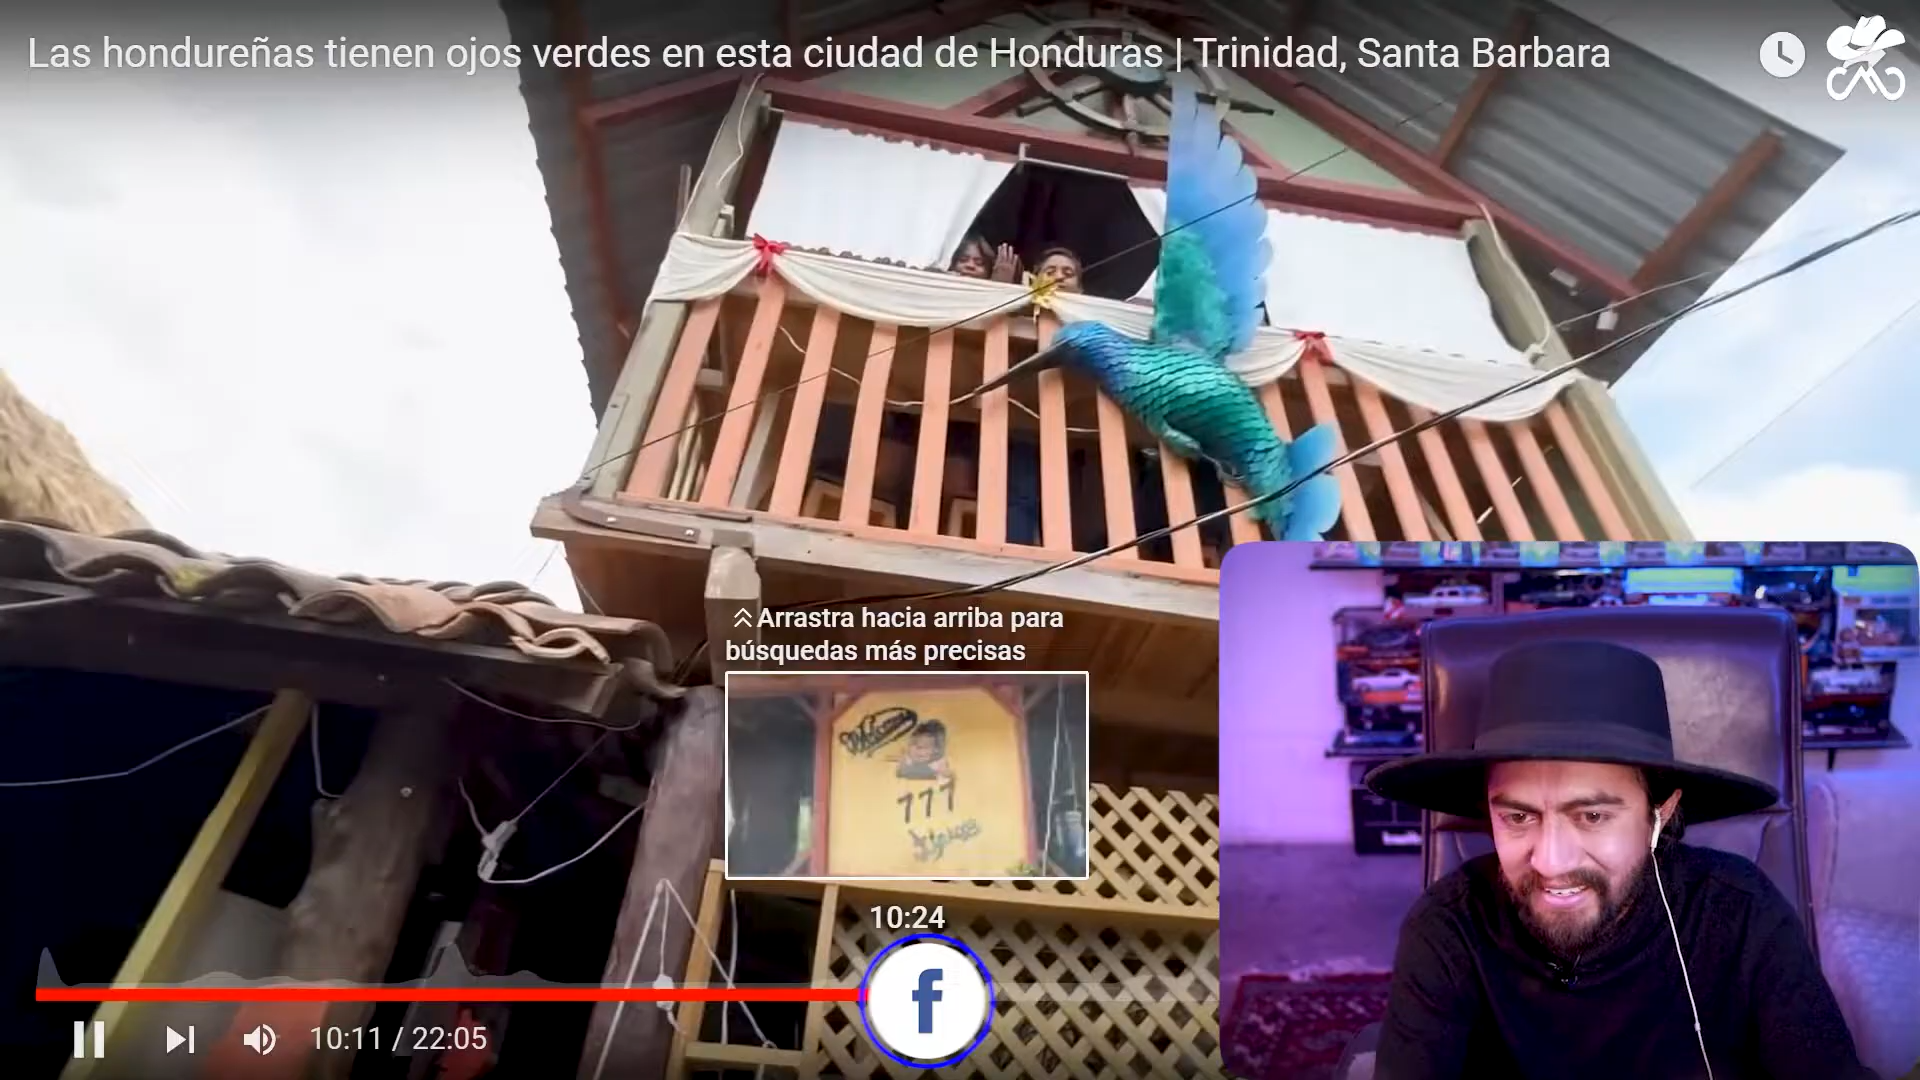 Las hondureñas tienen ojos verdes en esta ciudad de Honduras | Trinidad, Santa Barbara
Arrastra hacia arriba para
búsquedas más precisas
Welcome
777
10:24
f
10:11 / 22:05